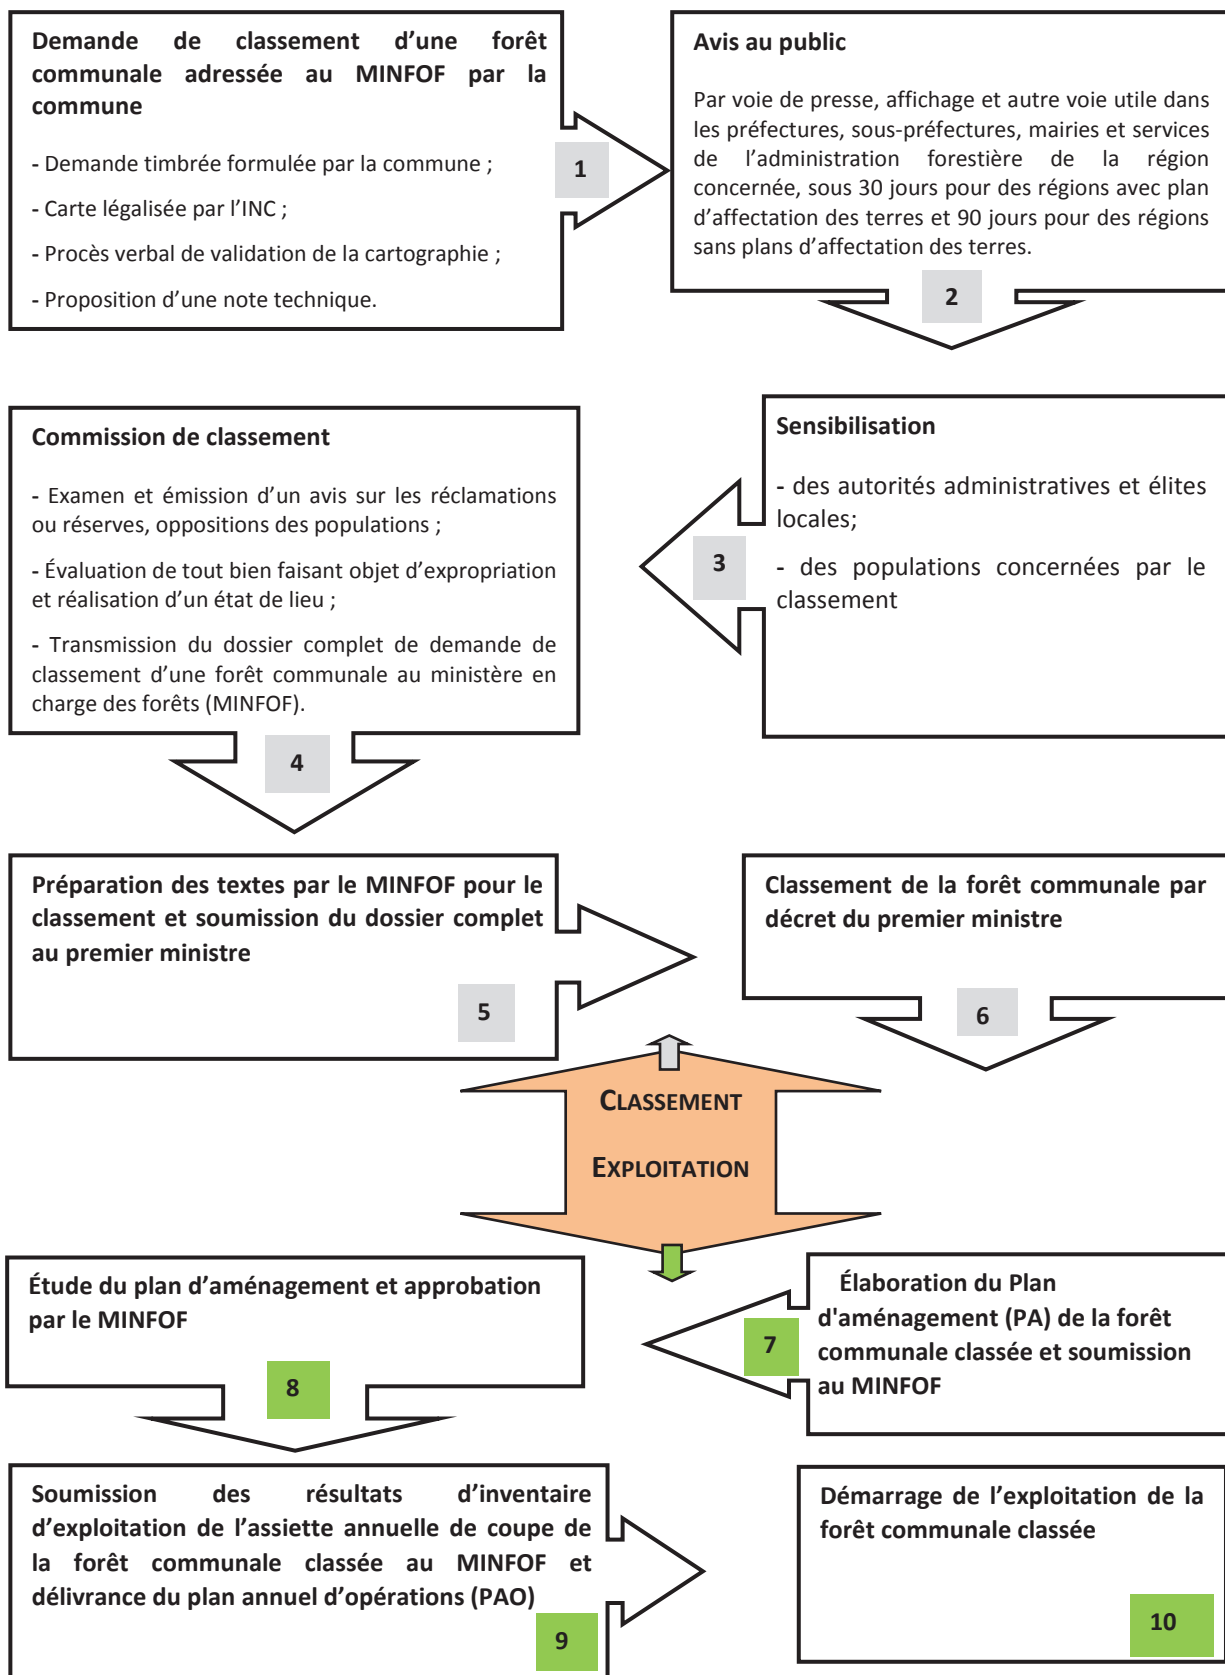 Demande de classement d’une forêt
communale adressée au MINFOF par la
commune
- Demande timbrée formulée par la commune ;
- Carte légalisée par l’INC ;
- Procès verbal de validation de la cartographie ;
- Proposition d’une note technique.
1
Avis au public
Par voie de presse, affichage et autre voie utile dans
les préfectures, sous-préfectures, mairies et services
de l’administration forestière de la région
concernée, sous 30 jours pour des régions avec plan
d’affectation des terres et 90 jours pour des régions
sans plans d’affectation des terres.
2
Sensibilisation
- des autorités administratives et élites
locales;
- des populations concernées par le
classement
3
Commission de classement
- Examen et émission d’un avis sur les réclamations
ou réserves, oppositions des populations ;
- Évaluation de tout bien faisant objet d’expropriation
et réalisation d’un état de lieu ;
- Transmission du dossier complet de demande de
classement d’une forêt communale au ministère en
charge des forêts (MINFOF).
4
Préparation des textes par le MINFOF pour le
classement et soumission du dossier complet
au premier ministre
5
Classement de la forêt communale par
décret du premier ministre
6
CLASSEMENT
EXPLOITATION
Élaboration du Plan
d'aménagement (PA) de la forêt
communale classée et soumission
au MINFOF
7
Étude du plan d’aménagement et approbation
par le MINFOF
8
Soumission des résultats d’inventaire
d’exploitation de l’assiette annuelle de coupe de
la forêt communale classée au MINFOF et
délivrance du plan annuel d’opérations (PAO)
9
Démarrage de l’exploitation de la
forêt communale classée
10